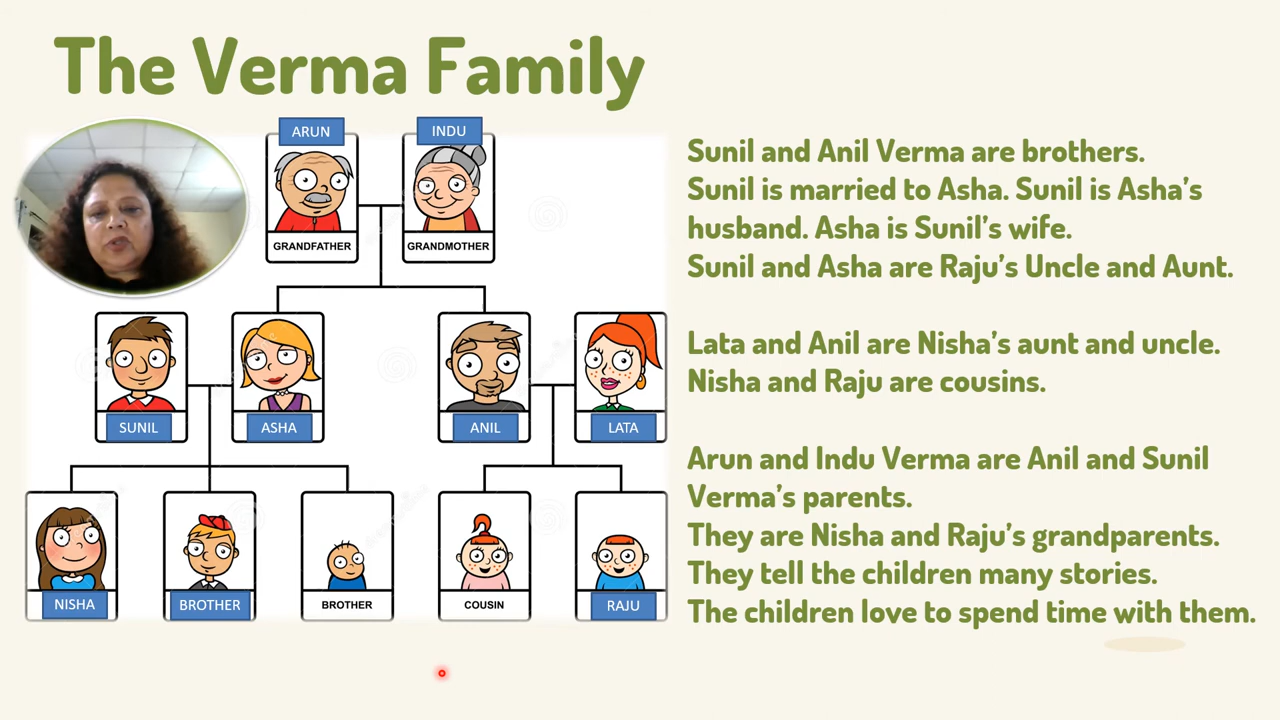 The Verma Family
ARUN
INDU
GRANDFATHER
GRANDMOTHER
SUNIL
ASHA
ANIL
LATA
NISHA
BROTHER
BROTHER
COUSIN
RAJU
Sunil and Anil Verma are brothers.
Sunil is married to Asha. Sunil is Asha’s
husband. Asha is Sunil’s wife.
Sunil and Asha are Raju’s Uncle and Aunt.
Lata and Anil are Nisha’s aunt and uncle.
Nisha and Raju are cousins.
Arun and Indu Verma are Anil and Sunil
Verma’s parents.
They are Nisha and Raju’s grandparents.
They tell the children many stories.
The children love to spend time with them.